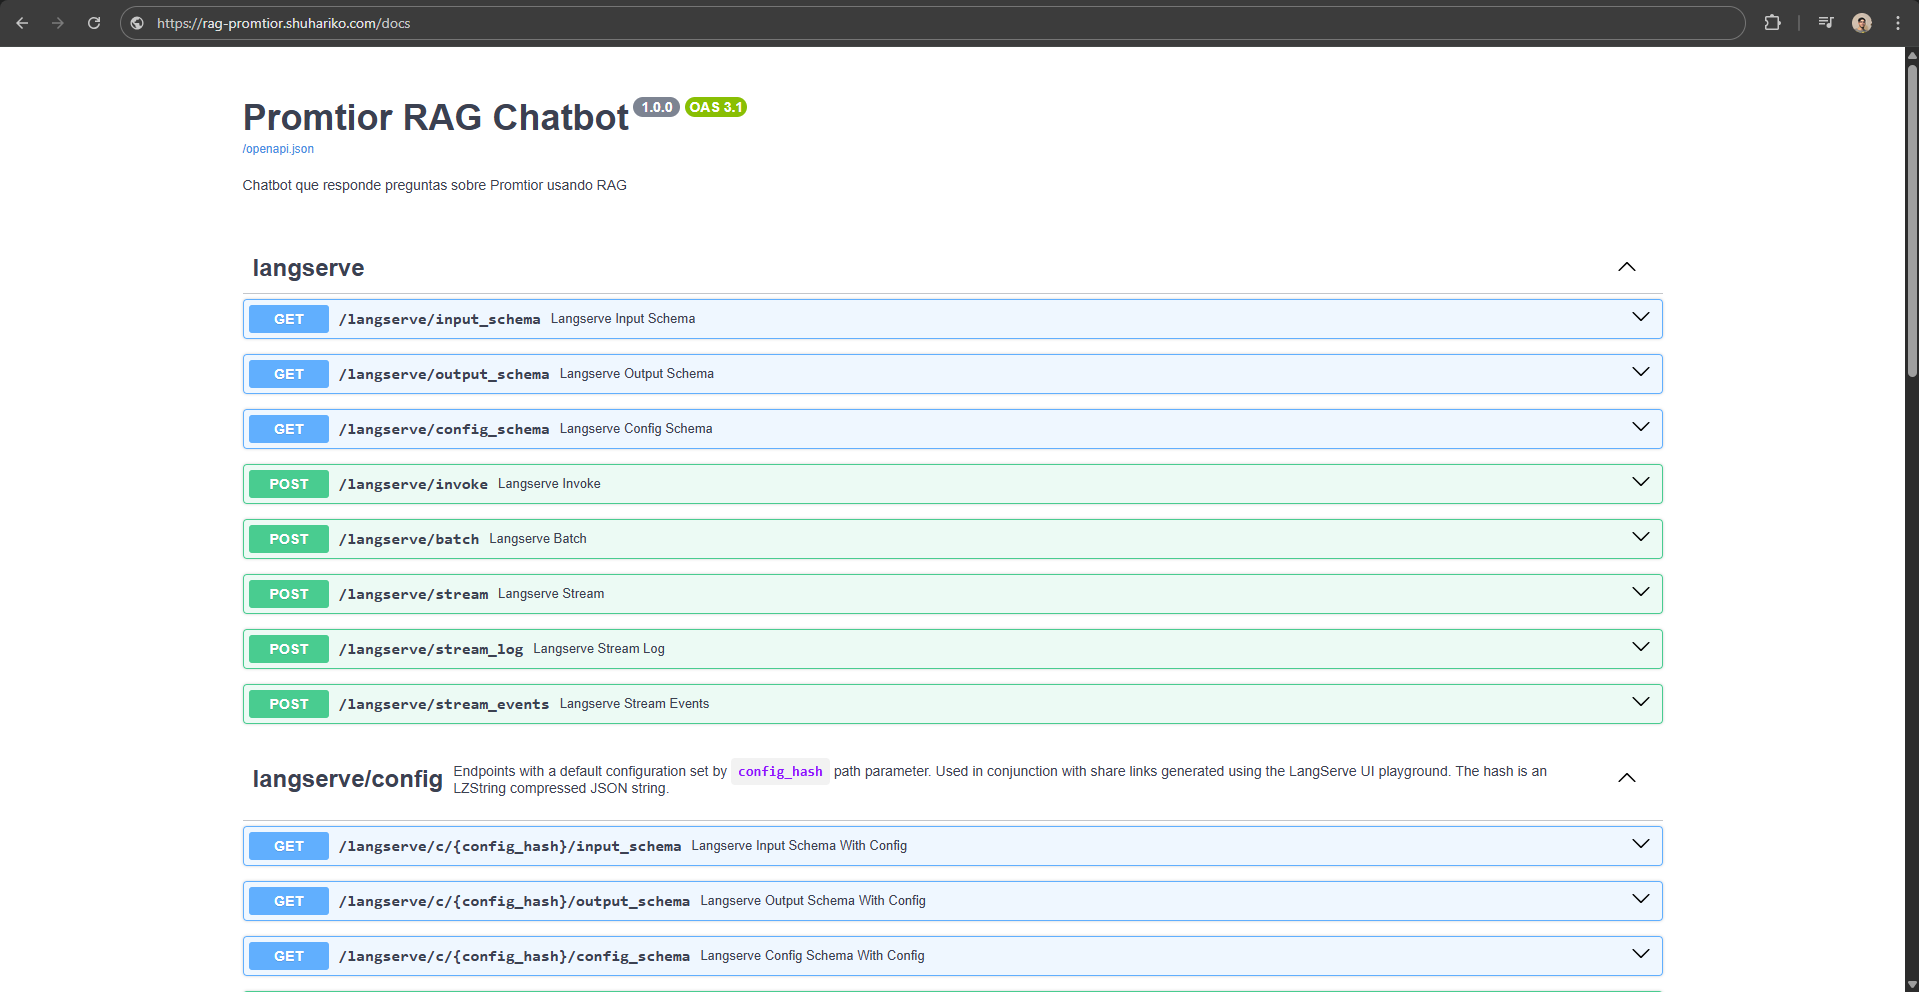 https://rag-promtior.shuhariko.com/docs
Promtior RAG Chatbot 1.0.0 OAS 3.1
/openapi.json
Chatbot que responde preguntas sobre Promtior usando RAG
langserve
GET /langserve/input_schema Langserve Input Schema
GET /langserve/output_schema Langserve Output Schema
GET /langserve/config_schema Langserve Config Schema
POST /langserve/invoke Langserve Invoke
POST /langserve/batch Langserve Batch
POST /langserve/stream Langserve Stream
POST /langserve/stream_log Langserve Stream Log
POST /langserve/stream_events Langserve Stream Events
langserve/config Endpoints with a default configuration set by config_hash path parameter. Used in conjunction with share links generated using the LangServe UI playground. The hash is an
LZString compressed JSON string.
GET /langserve/c/{config_hash}/input_schema Langserve Input Schema With Config
GET /langserve/c/{config_hash}/output_schema Langserve Output Schema With Config
GET /langserve/c/{config_hash}/config_schema Langserve Config Schema With Config